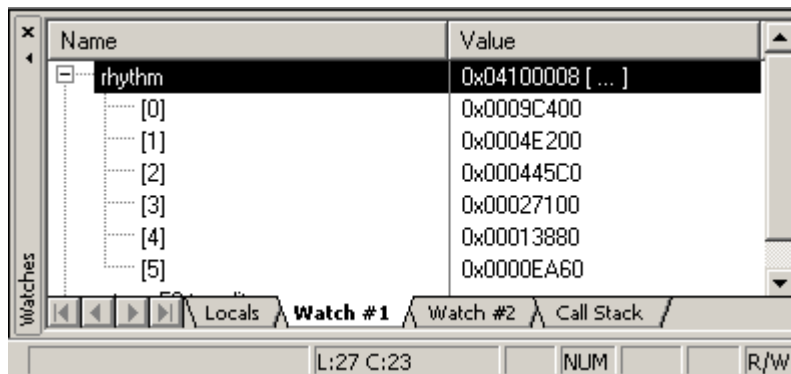 Name Value
rhythm 0x04100008 [ ... ]
[0] 0x0009C400
[1] 0x0004E200
[2] 0x000445C0
[3] 0x00027100
[4] 0x00013880
[5] 0x0000EA60
Watches
Locals Watch #1 Watch #2 Call Stack
L:27 C:23 NUM R/W